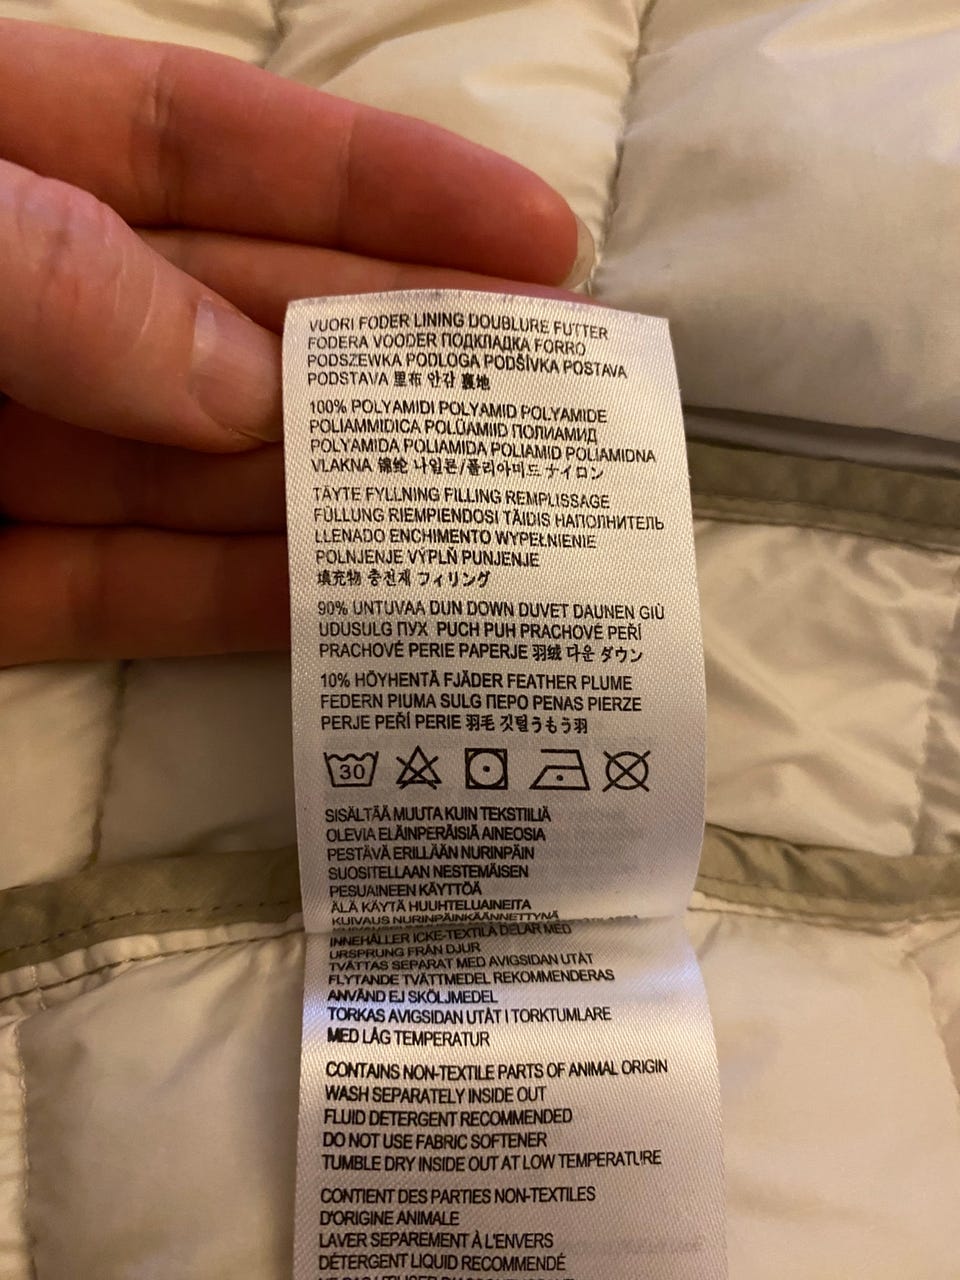 VUORI FODER LINING DOUBLURE FUTTER
FODERA VOODER ПОДКЛАДКА FORRO
PODSZEWKA PODLOGA PODŠÍVKA POSTAVA
PODSTAVA 里布 안감 裏地
100% POLYAMIDI POLYAMID POLYAMIDE
POLIAMMIDICA POLÜAMIID ПОЛИАМИД
POLYAMIDA POLIAMIDA POLIAMID POLIAMIDNA
VLAKNA 锦纶 나일론/폴리아미드 ナイロン
TÄYTE FYLLNING FILLING REMPLISSAGE
FÜLLUNG RIEMPIENDOSI TÄIDIS НАПОЛНИТЕЛЬ
LLENADO ENCHIMENTO WYPEŁNIENIE
POLNJENJE VÝPLŇ PUNJENJE
填充物 충전재 フィリング
90% UNTUVAA DUN DOWN DUVET DAUNEN GIÙ
UDUSULG ПУХ PUCH PUH PRACHOVÉ PEŘÍ
PRACHOVÉ PERIE PAPERJE 羽绒 다운 ダウン
10% HÖYHENTÄ FJÄDER FEATHER PLUME
FEDERN PIUMA SULG ПЕРО PENAS PIERZE
PERJE PEŘÍ PERIE 羽毛 깃털 うもう羽
30
SISÄLTÄÄ MUUTA KUIN TEKSTIILIÄ
OLEVIA ELÄINPERÄISIÄ AINEOSIA
PESTÄVÄ ERILLÄÄN NURINPÄIN
SUOSITELLAAN NESTEMÄISEN
PESUAINEEN KÄYTTÖÄ
ÄLÄ KÄYTÄ HUUHTELUAINEITA
KUIVAUS NURINPÄINKÄÄNNETTYNÄ
INNEHÅLLER ICKE-TEXTILA DELAR MED
URSPRUNG FRÅN DJUR
TVÄTTAS SEPARAT MED AVIGSIDAN UTÅT
FLYTANDE TVÄTTMEDEL REKOMMENDERAS
ANVÄND EJ SKÖLJMEDEL
TORKAS AVIGSIDAN UTÅT I TORKTUMLARE
MED LÅG TEMPERATUR
CONTAINS NON-TEXTILE PARTS OF ANIMAL ORIGIN
WASH SEPARATELY INSIDE OUT
FLUID DETERGENT RECOMMENDED
DO NOT USE FABRIC SOFTENER
TUMBLE DRY INSIDE OUT AT LOW TEMPERATURE
CONTIENT DES PARTIES NON-TEXTILES
D'ORIGINE ANIMALE
LAVER SEPAREMENT À L'ENVERS
DÉTERGENT LIQUID RECOMMENDÉ